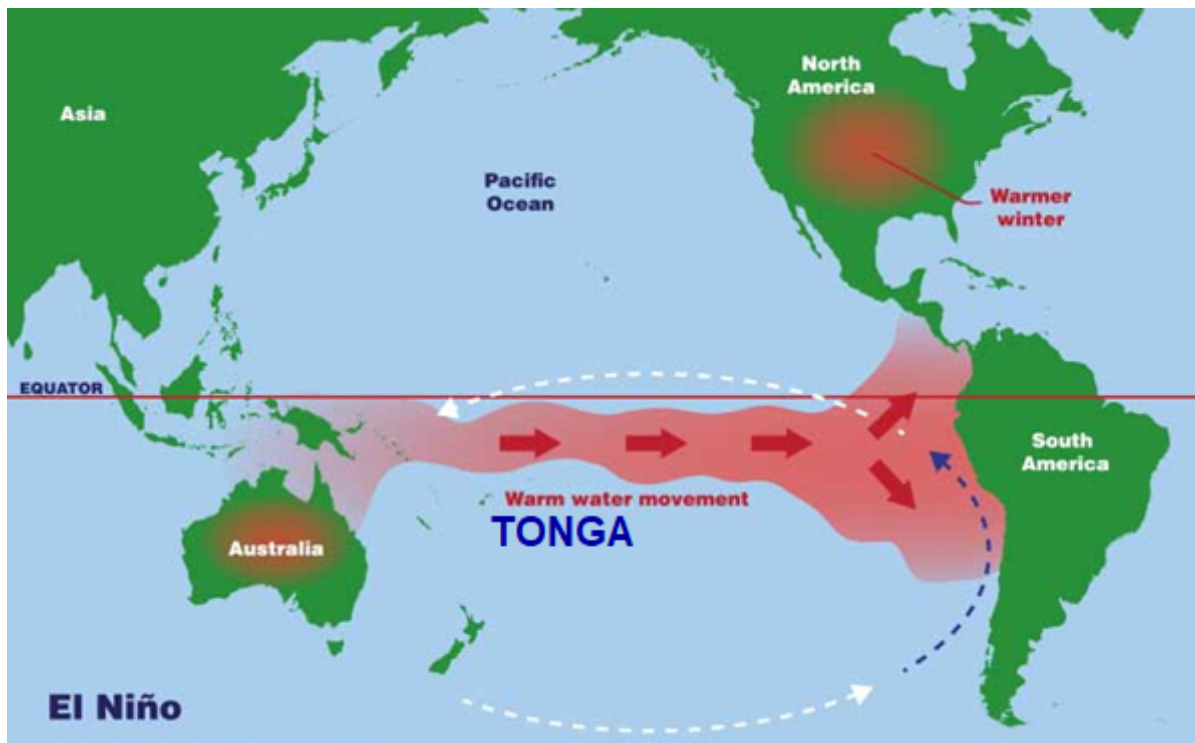 North
America
Asia
Pacific
Ocean
Warmer
winter
EQUATOR
South
America
Warm water movement
TONGA
Australia
El Niño